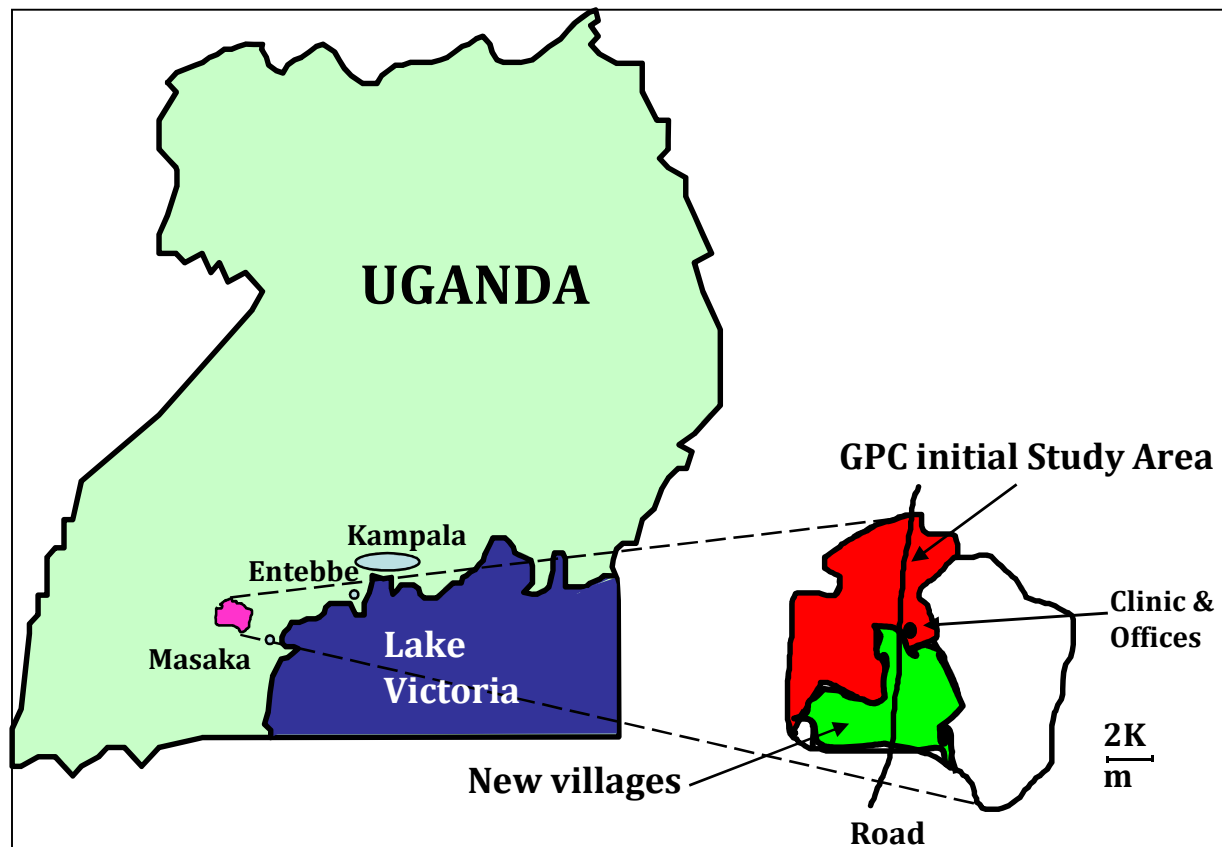 UGANDA
GPC initial Study Area
Kampala
Entebbe
Clinic &
Offices
Masaka
Lake
Victoria
2K
m
New villages
Road